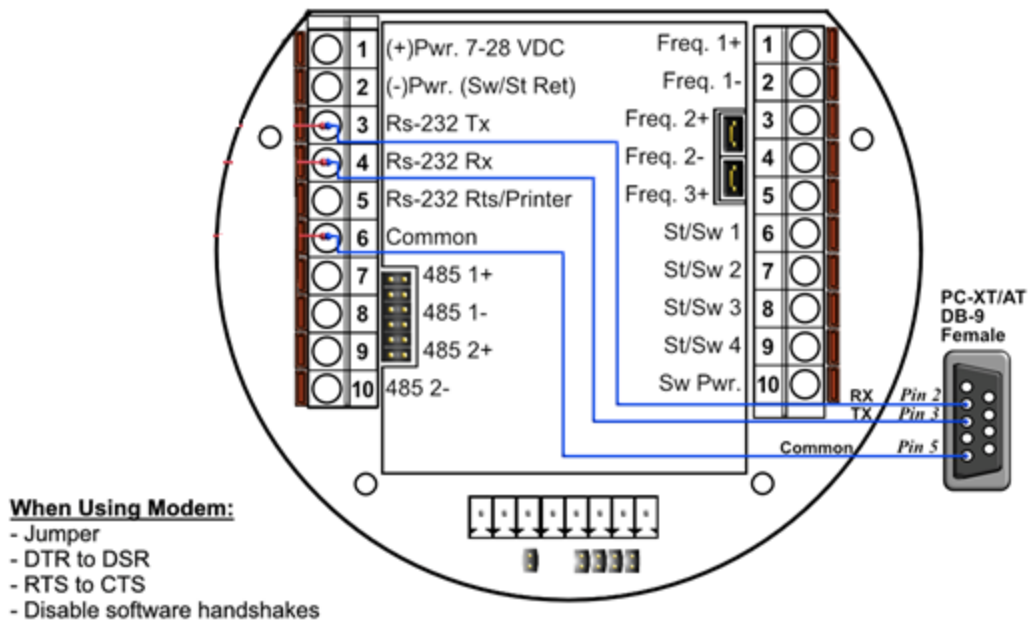 1 (+)Pwr. 7-28 VDC
2 (-)Pwr. (Sw/St Ret)
3 Rs-232 Tx
4 Rs-232 Rx
5 Rs-232 Rts/Printer
6 Common
7 485 1+
8 485 1-
9 485 2+
10 485 2-
Freq. 1+ 1
Freq. 1- 2
Freq. 2+ 3
Freq. 2- 4
Freq. 3+ 5
St/Sw 1 6
St/Sw 2 7
St/Sw 3 8
St/Sw 4 9
Sw Pwr. 10
PC-XT/AT
DB-9
Female
RX Pin 2
TX Pin 3
Common Pin 5
When Using Modem:
- Jumper
- DTR to DSR
- RTS to CTS
- Disable software handshakes